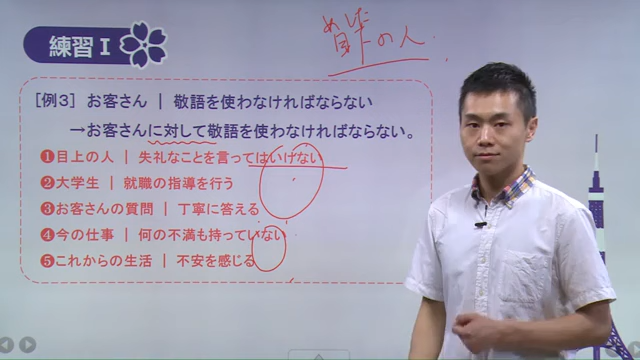 練習Ⅰ
めした
目下の人
［例３］ お客さん ｜ 敬語を使わなければならない
→お客さんに対して敬語を使わなければならない。
❶目上の人 ｜ 失礼なことを言ってはいけない
❷大学生 ｜ 就職の指導を行う
❸お客さんの質問 ｜ 丁寧に答える
❹今の仕事 ｜ 何の不満も持っていない
❺これからの生活 ｜ 不安を感じる